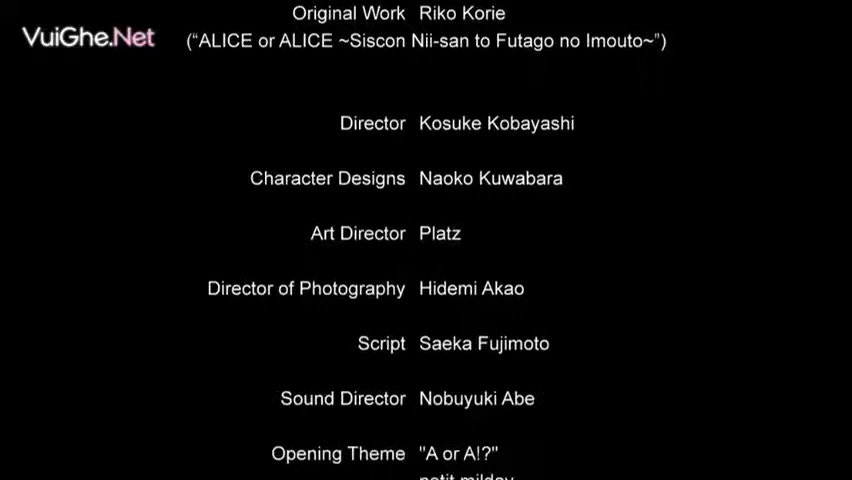 VuiGhe.Net
Original Work Riko Korie
("ALICE or ALICE ~Siscon Nii-san to Futago no Imouto~")
Director Kosuke Kobayashi
Character Designs Naoko Kuwabara
Art Director Platz
Director of Photography Hidemi Akao
Script Saeka Fujimoto
Sound Director Nobuyuki Abe
Opening Theme "A or A!?"
petit milday